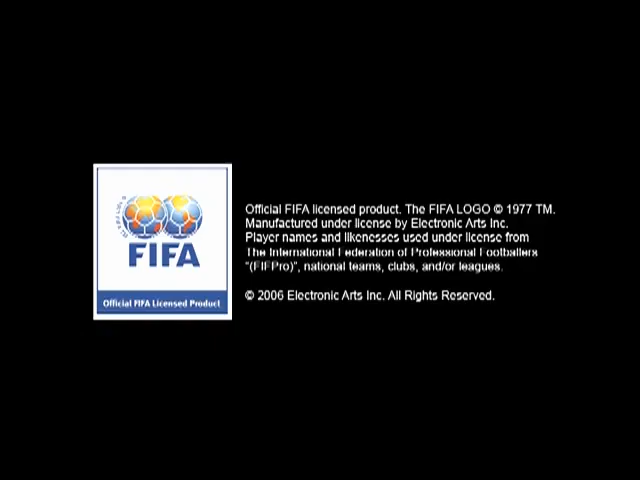 FIFA
Official FIFA Licensed Product
Official FIFA licensed product. The FIFA LOGO © 1977 TM.
Manufactured under license by Electronic Arts Inc.
Player names and likenesses used under license from
The International Federation of Professional Footballers
"(FIFPro)", national teams, clubs, and/or leagues.
© 2006 Electronic Arts Inc. All Rights Reserved.